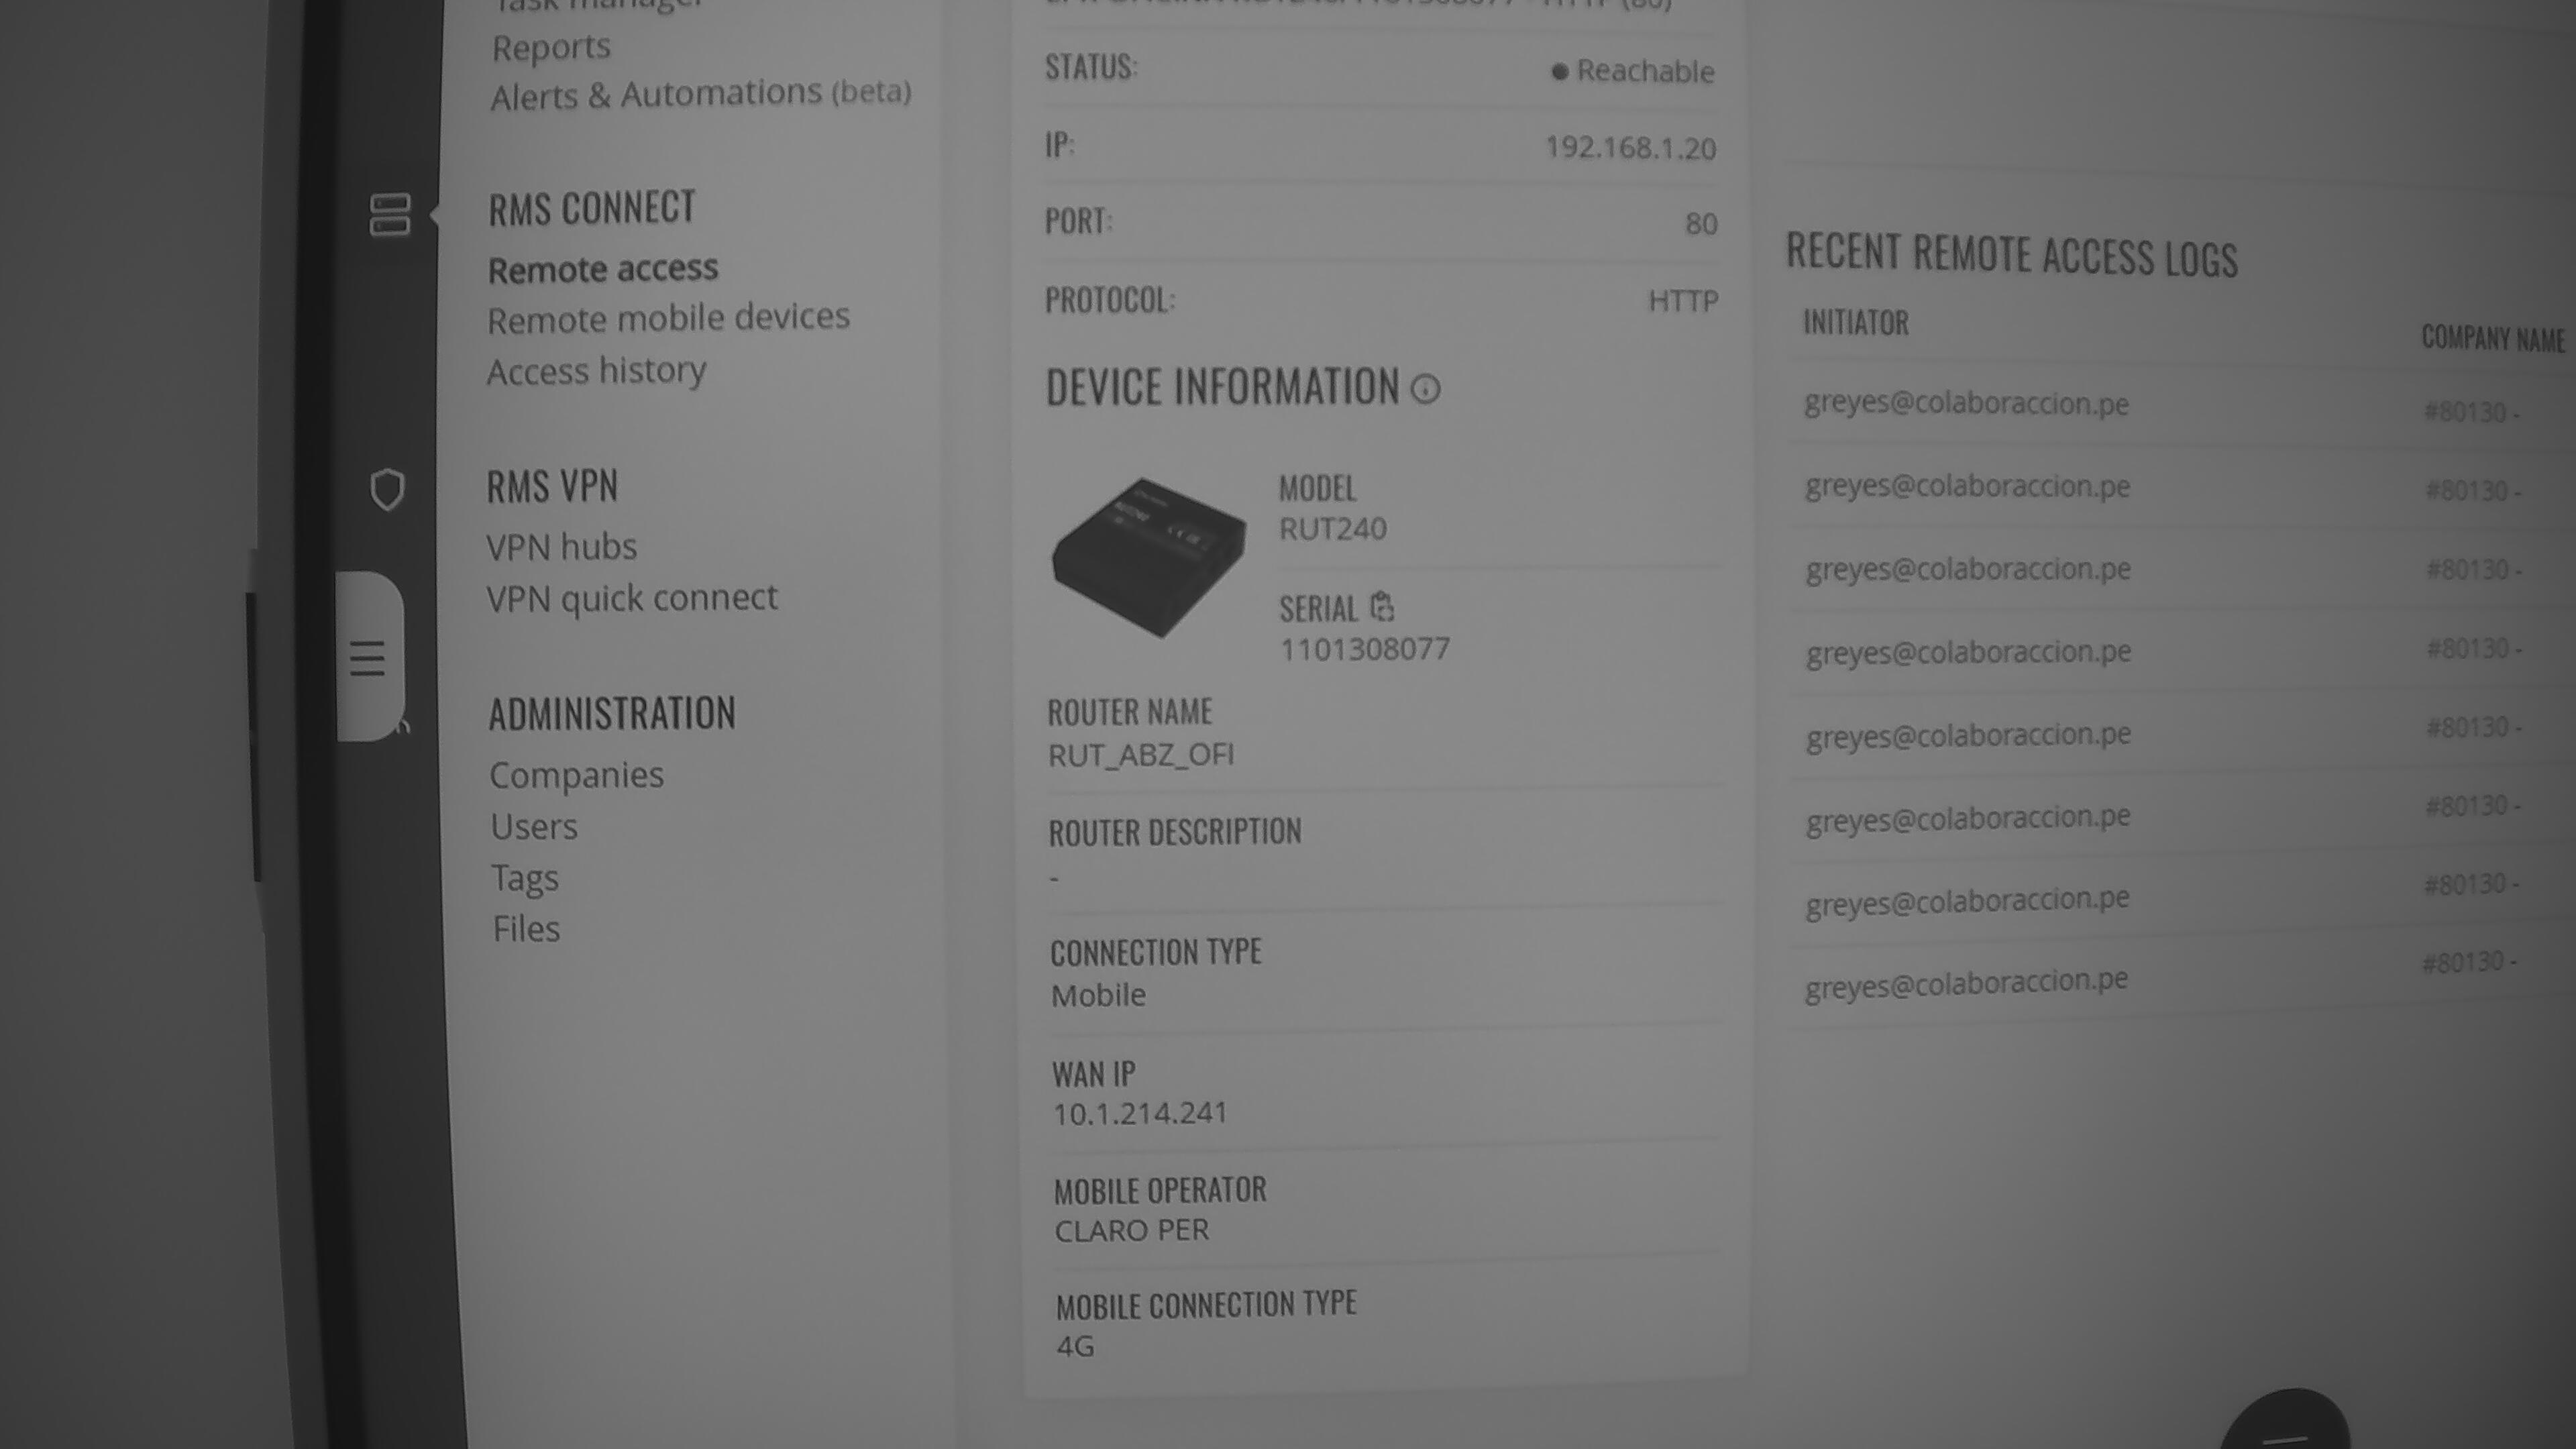 Task manager
Reports
Alerts & Automations (beta)
RMS CONNECT
Remote access
Remote mobile devices
Access history
RMS VPN
VPN hubs
VPN quick connect
ADMINISTRATION
Companies
Users
Tags
Files
HTTP (80)
STATUS: Reachable
IP: 192.168.1.20
PORT: 80
PROTOCOL: HTTP
DEVICE INFORMATION
MODEL
RUT240
SERIAL
1101308077
ROUTER NAME
RUT_ABZ_OFI
ROUTER DESCRIPTION
-
CONNECTION TYPE
Mobile
WAN IP
10.1.214.241
MOBILE OPERATOR
CLARO PER
MOBILE CONNECTION TYPE
4G
RECENT REMOTE ACCESS LOGS
INITIATOR COMPANY NAME
greyes@colaboraccion.pe #80130 -
greyes@colaboraccion.pe #80130 -
greyes@colaboraccion.pe #80130 -
greyes@colaboraccion.pe #80130 -
greyes@colaboraccion.pe #80130 -
greyes@colaboraccion.pe #80130 -
greyes@colaboraccion.pe #80130 -
greyes@colaboraccion.pe #80130 -